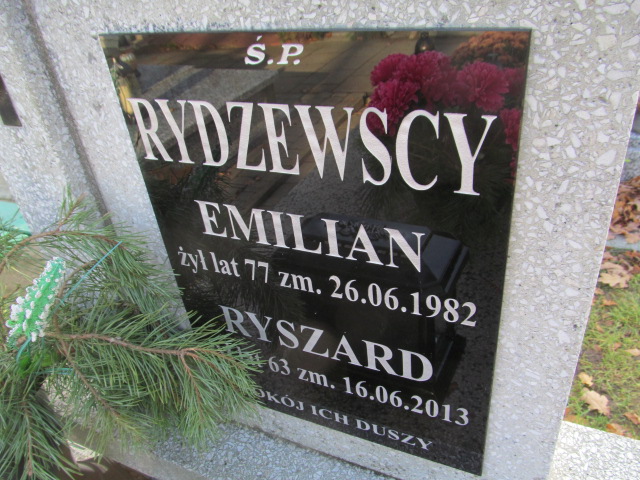 Ś.P.
RYDZEWSCY
EMILIAN
żył lat 77 zm. 26.06.1982
RYSZARD
63 zm. 16.06.2013
ICH DUSZY